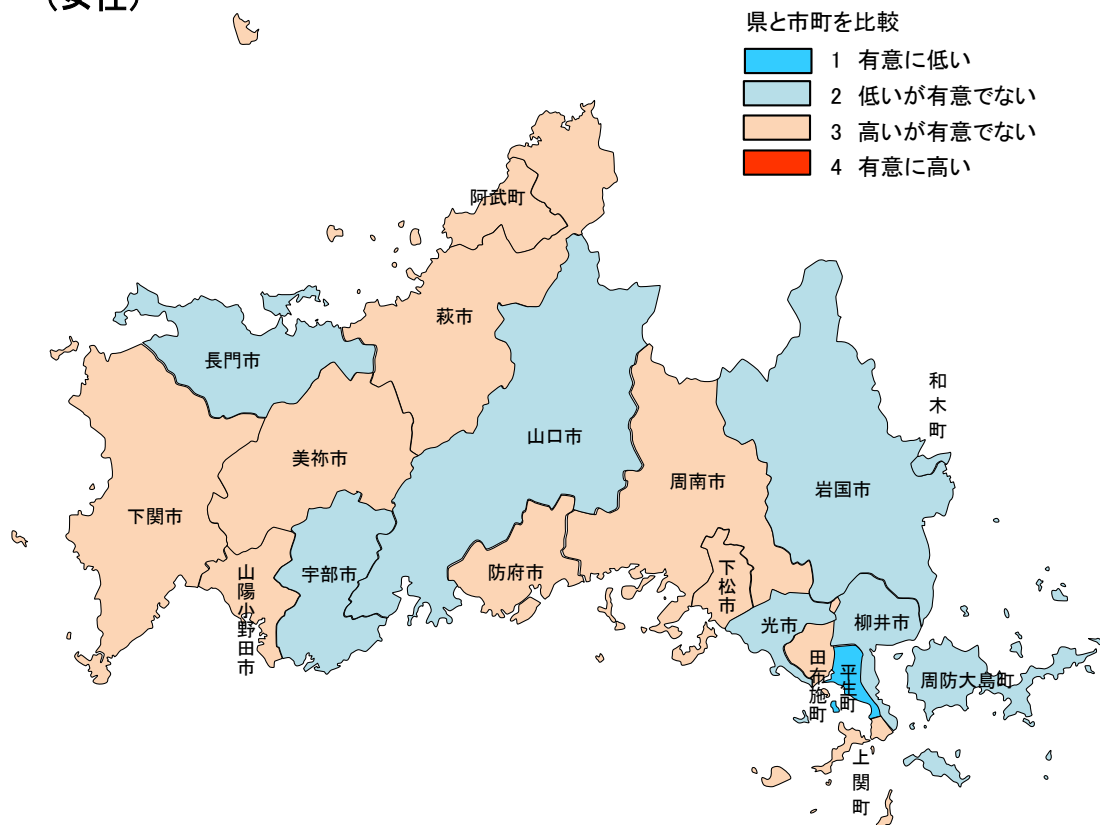 （女性）
県と市町を比較
1 有意に低い
2 低いが有意でない
3 高いが有意でない
4 有意に高い
阿武町
萩市
長門市
和木町
山口市
美祢市
周南市
岩国市
下関市
山陽小野田市
宇部市
防府市
下松市
光市
柳井市
田布施町
平生町
周防大島町
上関町